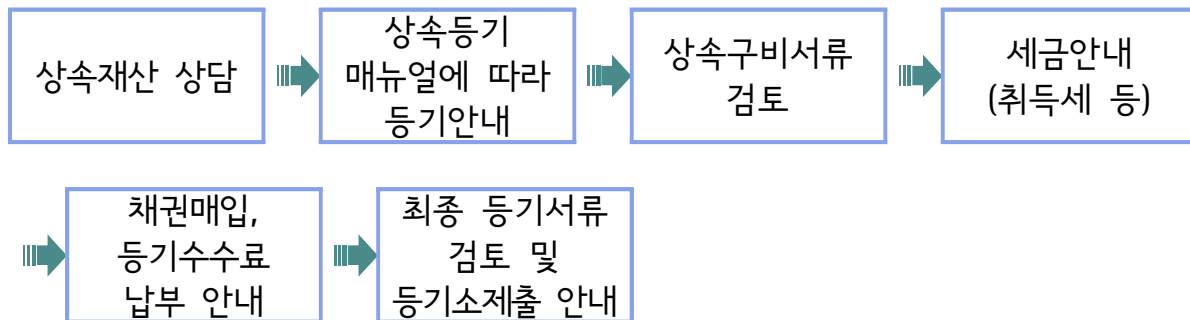 상속재산 상담
상속등기
매뉴얼에 따라
등기안내
상속구비서류
검토
세금안내
(취득세 등)
채권매입,
등기수수료
납부 안내
최종 등기서류
검토 및
등기소제출 안내